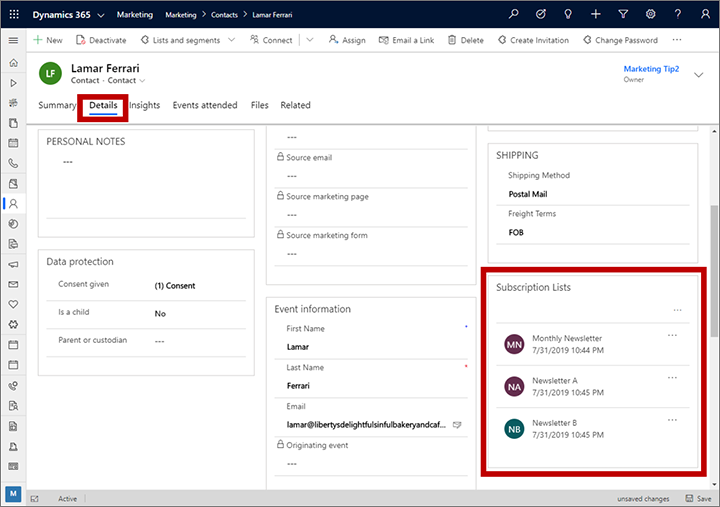 Dynamics 365 Marketing Marketing > Contacts > Lamar Ferrari
New Deactivate Lists and segments Connect Assign Email a Link Delete Create Invitation Change Password ...
LF Lamar Ferrari
Contact · Contact
Marketing Tip2
Owner
Summary Details Insights Events attended Files Related
PERSONAL NOTES
---
Data protection
Consent given (1) Consent
Is a child No
Parent or custodian ---
---
Source email
---
Source marketing page
---
Source marketing form
---
Event information
First Name *
Lamar
Last Name *
Ferrari
Email
lamar@libertysdelightfulsinfulbakeryandcaf...
Originating event
---
SHIPPING
Shipping Method
Postal Mail
Freight Terms
FOB
Subscription Lists
...
MN Monthly Newsletter ...
7/31/2019 10:44 PM
NA Newsletter A ...
7/31/2019 10:45 PM
NB Newsletter B ...
7/31/2019 10:45 PM
M Active unsaved changes Save